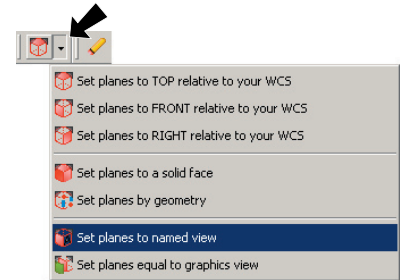 Set planes to TOP relative to your WCS
Set planes to FRONT relative to your WCS
Set planes to RIGHT relative to your WCS
Set planes to a solid face
Set planes by geometry
Set planes to named view
Set planes equal to graphics view